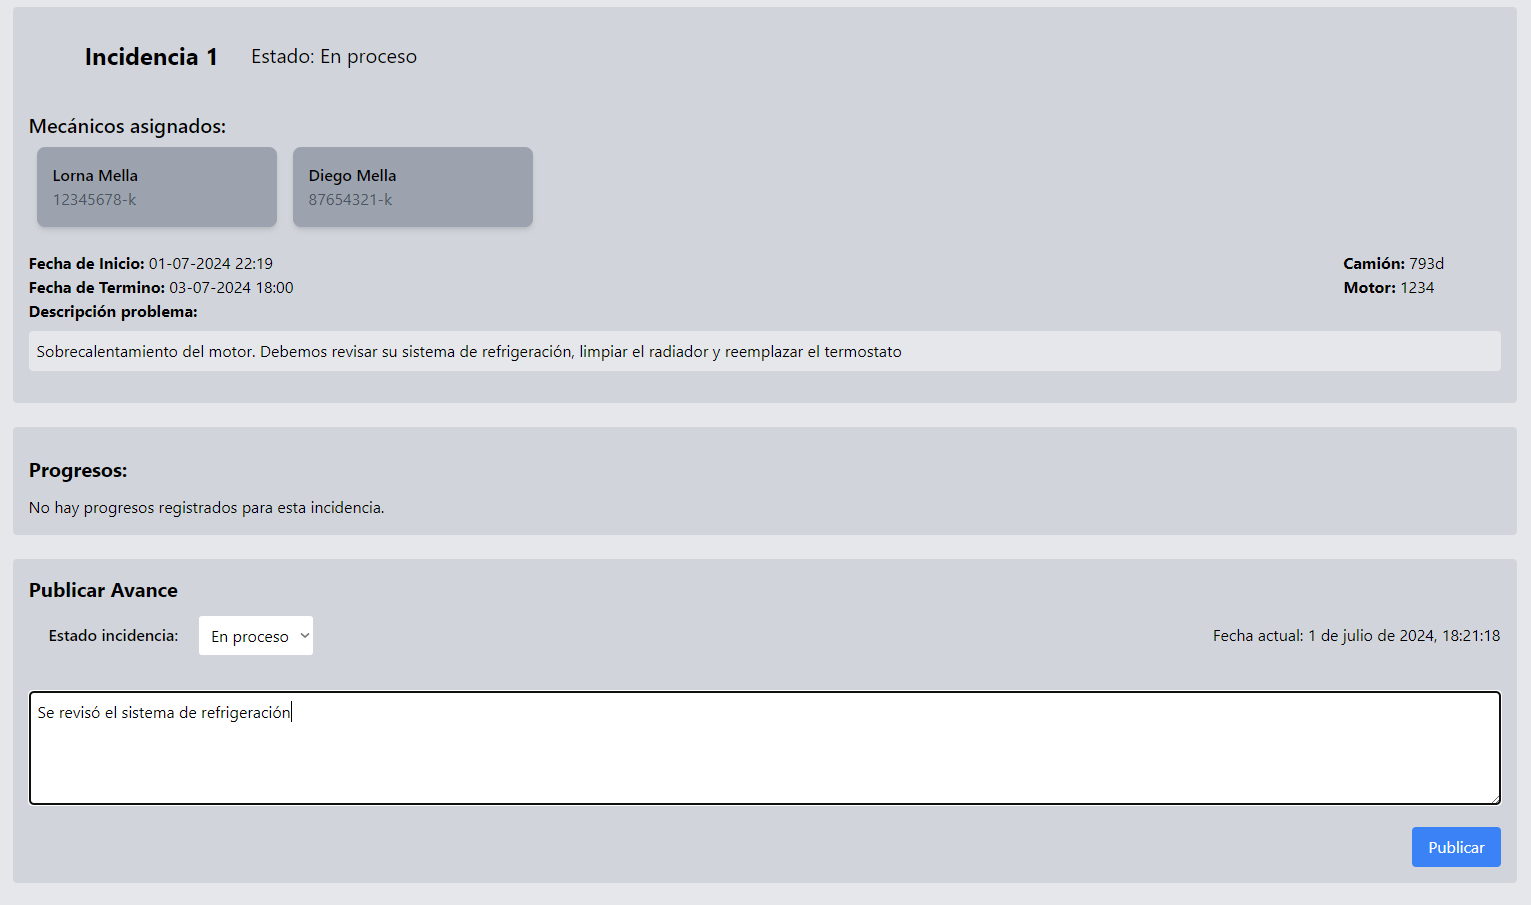 Incidencia 1 Estado: En proceso
Mecánicos asignados:
Lorna Mella Diego Mella
12345678-k 87654321-k
Fecha de Inicio: 01-07-2024 22:19 Camión: 793d
Fecha de Termino: 03-07-2024 18:00 Motor: 1234
Descripción problema:
Sobrecalentamiento del motor. Debemos revisar su sistema de refrigeración, limpiar el radiador y reemplazar el termostato
Progresos:
No hay progresos registrados para esta incidencia.
Publicar Avance
Estado incidencia: En proceso Fecha actual: 1 de julio de 2024, 18:21:18
Se revisó el sistema de refrigeración
Publicar